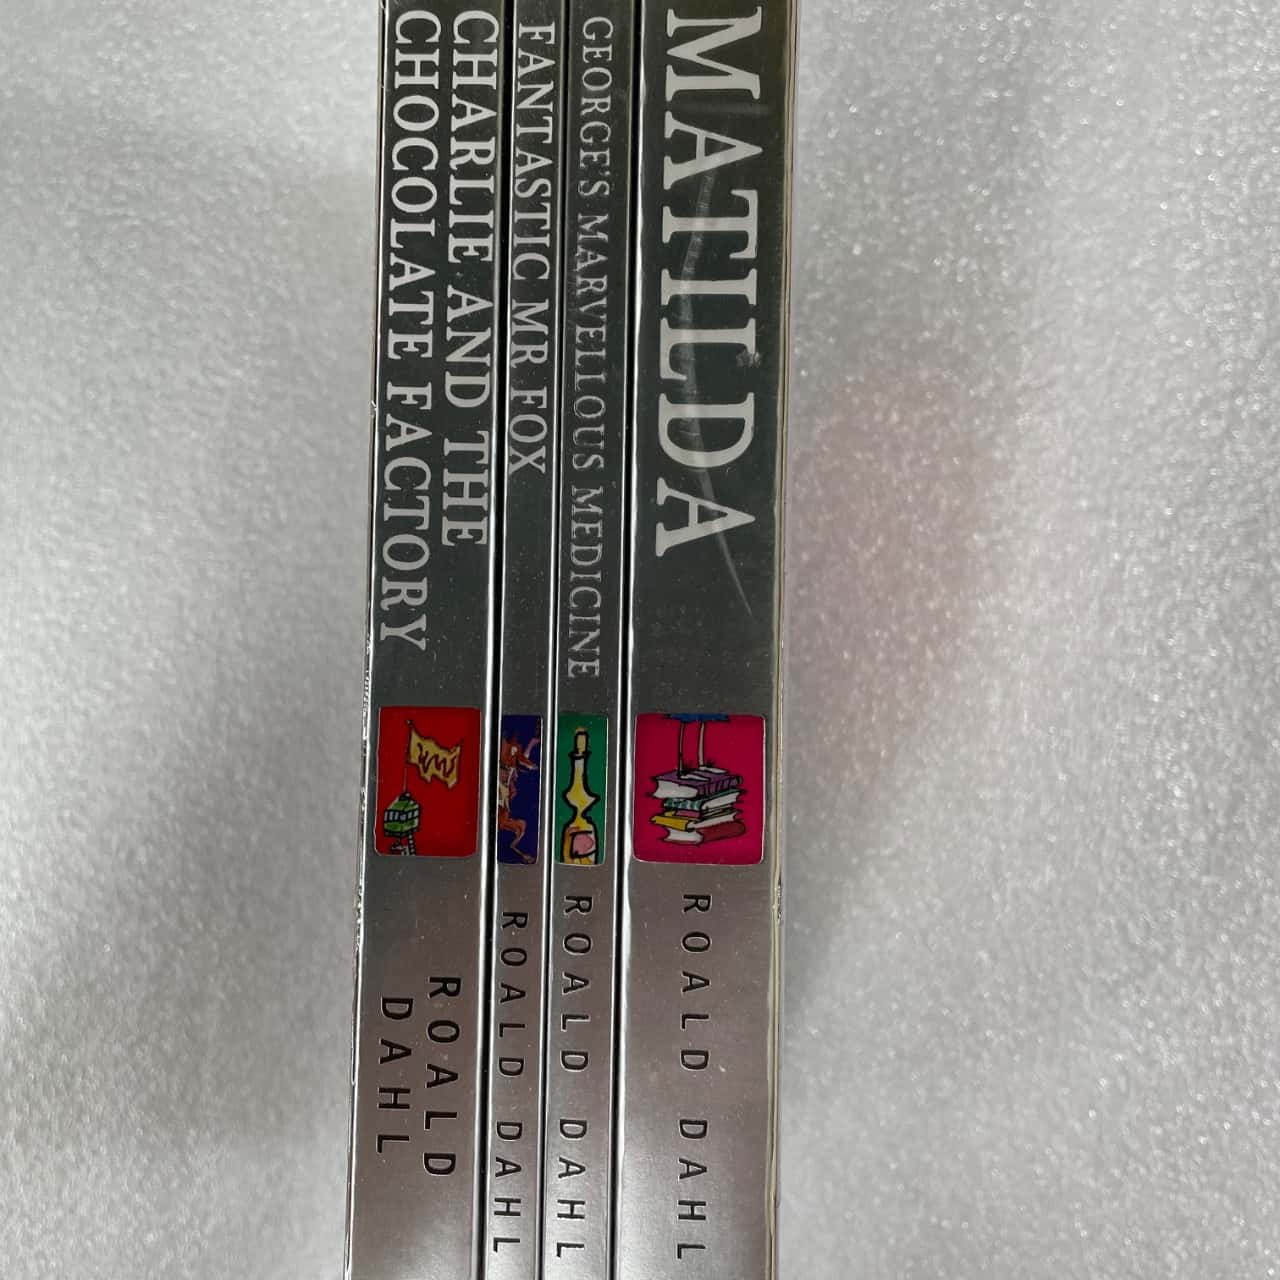 CHARLIE AND THE
CHOCOLATE FACTORY
ROALD
DAHL
FANTASTIC MR FOX
ROALD DAHL
GEORGE'S MARVELLOUS MEDICINE
ROALD DAHL
MATILDA
ROALD DAHL